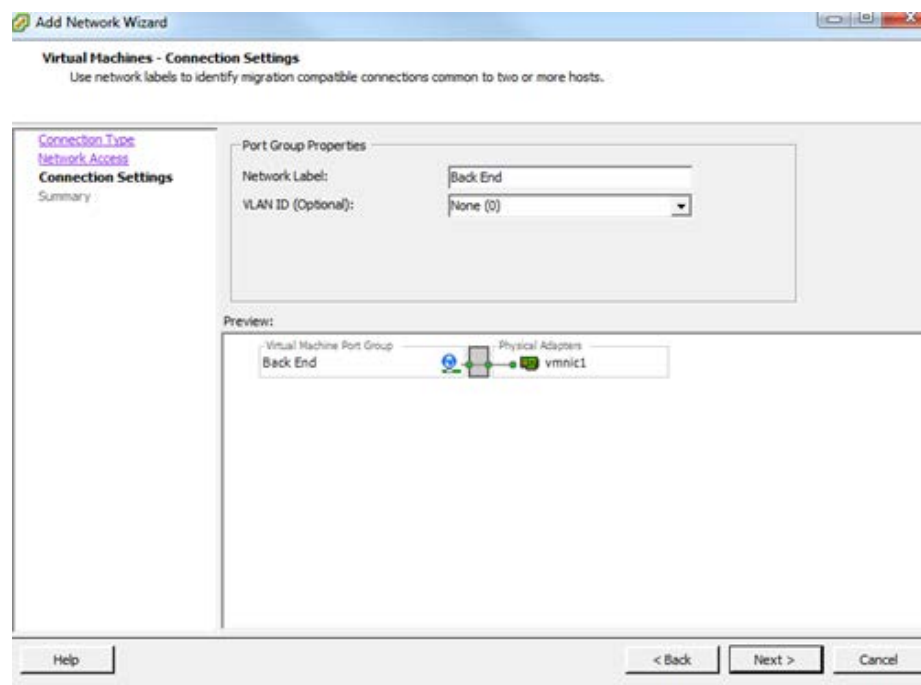 Add Network Wizard
Virtual Machines - Connection Settings
Use network labels to identify migration compatible connections common to two or more hosts.
Connection Type
Network Access
Connection Settings
Summary
Port Group Properties
Network Label:
Back End
VLAN ID (Optional):
None (0)
Preview:
Virtual Machine Port Group
Physical Adapters
Back End
vmnic1
Help
< Back
Next >
Cancel